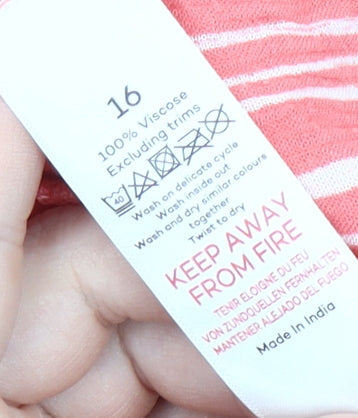 16
100% Viscose
Excluding trims
40
Wash on delicate cycle
Wash inside out
Wash and dry similar colours
together
Twist to dry
KEEP AWAY
FROM FIRE
TENIR ELOIGNE DU FEU
VON ZUNDQUELLEN FERNHALTEN
MANTENER ALEJADO DEL FUEGO
Made in India